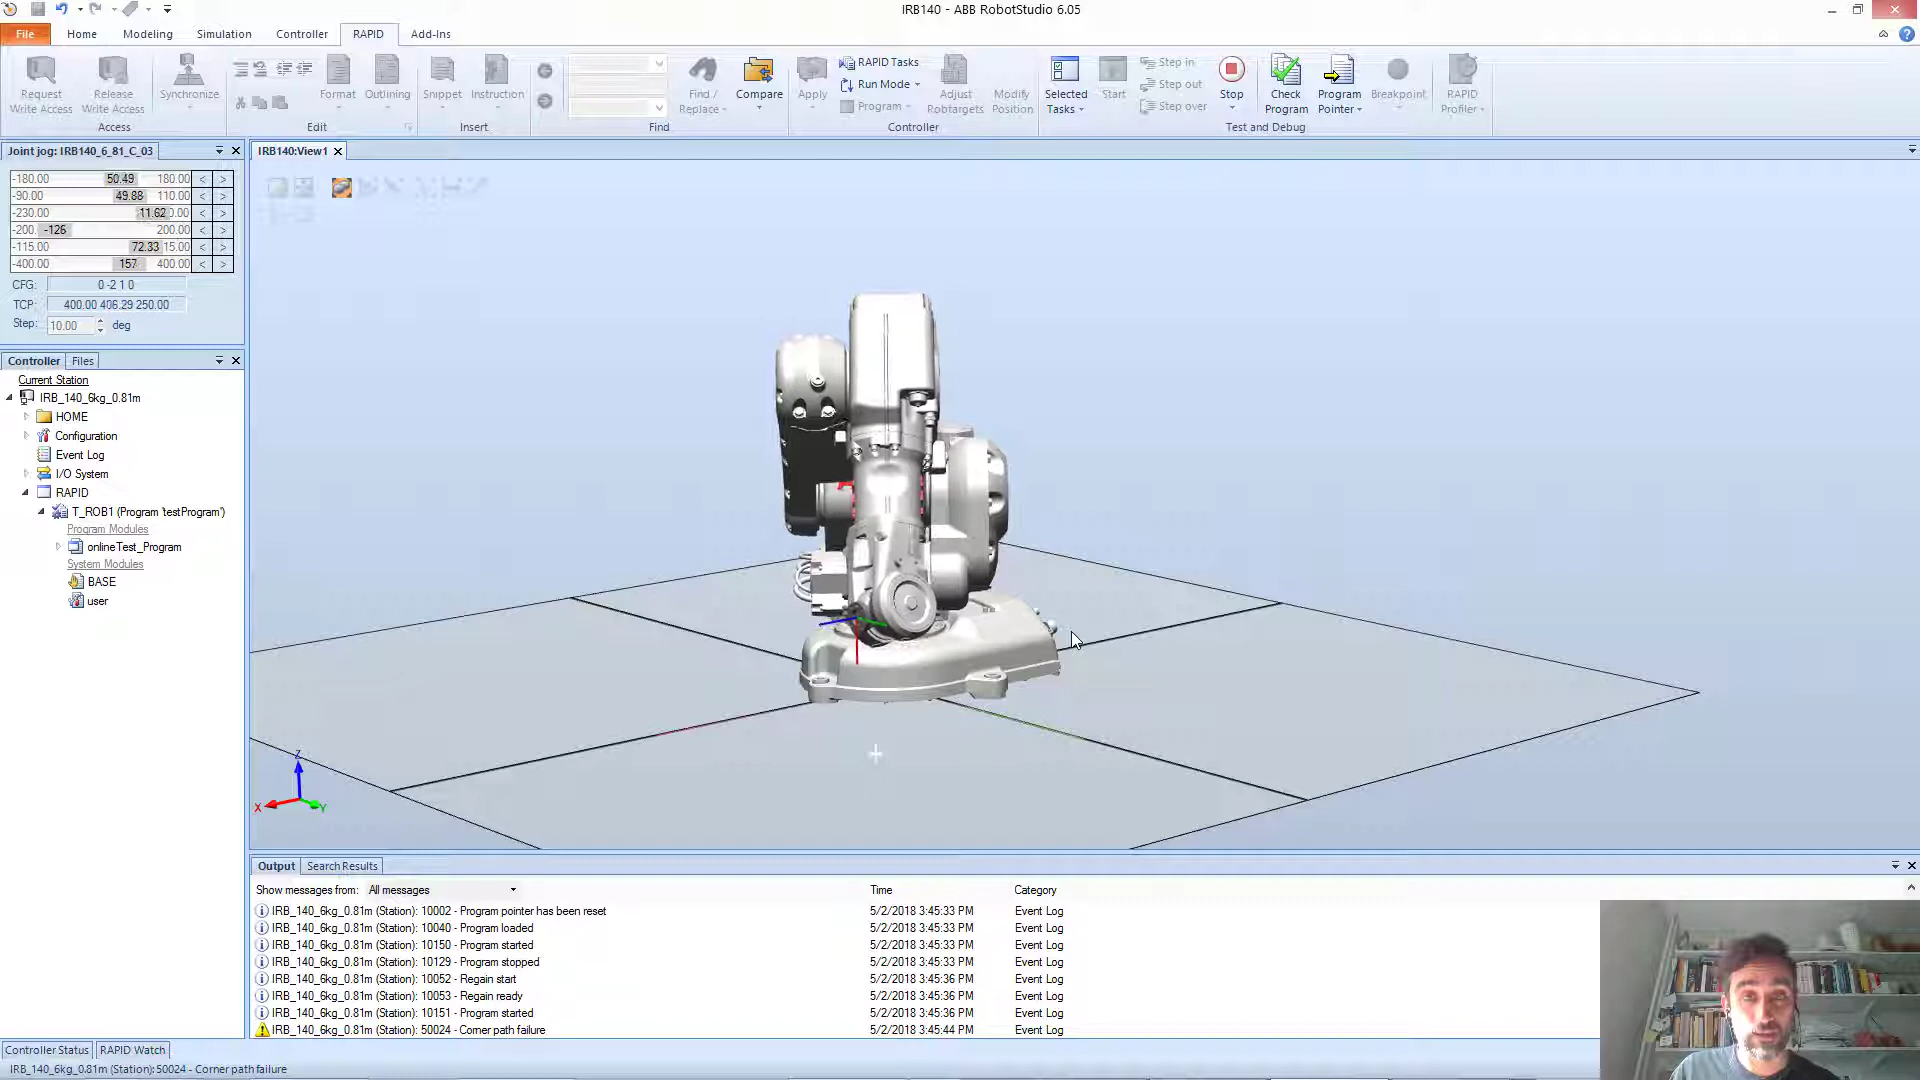 IRB140 - ABB RobotStudio 6.05
File Home Modeling Simulation Controller RAPID Add-Ins
Request Write Access
Release Write Access
Synchronize
Format
Outlining
Snippet
Instruction
Find / Replace
Compare
Apply
RAPID Tasks
Run Mode
Program
Adjust Robtargets
Modify Position
Selected Tasks
Start
Step in
Step out
Step over
Stop
Check Program
Program Pointer
Breakpoint
RAPID Profiler
Access Edit Insert Find Controller Test and Debug
Joint jog: IRB140_6_81_C_03
-180.00 50.49 180.00 < >
-90.00 49.88 110.00 < >
-230.00 11.62 0.00 < >
-200. -126 200.00 < >
-115.00 72.33 15.00 < >
-400.00 157 400.00 < >
CFG: 0 -2 1 0
TCP: 400.00 406.29 250.00
Step: 10.00 deg
Controller Files
Current Station
IRB_140_6kg_0.81m
HOME
Configuration
Event Log
I/O System
RAPID
T_ROB1 (Program 'testProgram')
Program Modules
onlineTest_Program
System Modules
BASE
user
IRB140:View1
Z
X Y
Output Search Results
Show messages from: All messages Time Category
IRB_140_6kg_0.81m (Station): 10002 - Program pointer has been reset 5/2/2018 3:45:33 PM Event Log
IRB_140_6kg_0.81m (Station): 10040 - Program loaded 5/2/2018 3:45:33 PM Event Log
IRB_140_6kg_0.81m (Station): 10150 - Program started 5/2/2018 3:45:33 PM Event Log
IRB_140_6kg_0.81m (Station): 10129 - Program stopped 5/2/2018 3:45:33 PM Event Log
IRB_140_6kg_0.81m (Station): 10052 - Regain start 5/2/2018 3:45:36 PM Event Log
IRB_140_6kg_0.81m (Station): 10053 - Regain ready 5/2/2018 3:45:36 PM Event Log
IRB_140_6kg_0.81m (Station): 10151 - Program started 5/2/2018 3:45:36 PM Event Log
IRB_140_6kg_0.81m (Station): 50024 - Corner path failure 5/2/2018 3:45:44 PM Event Log
Controller Status RAPID Watch
IRB_140_6kg_0.81m (Station): 50024 - Corner path failure